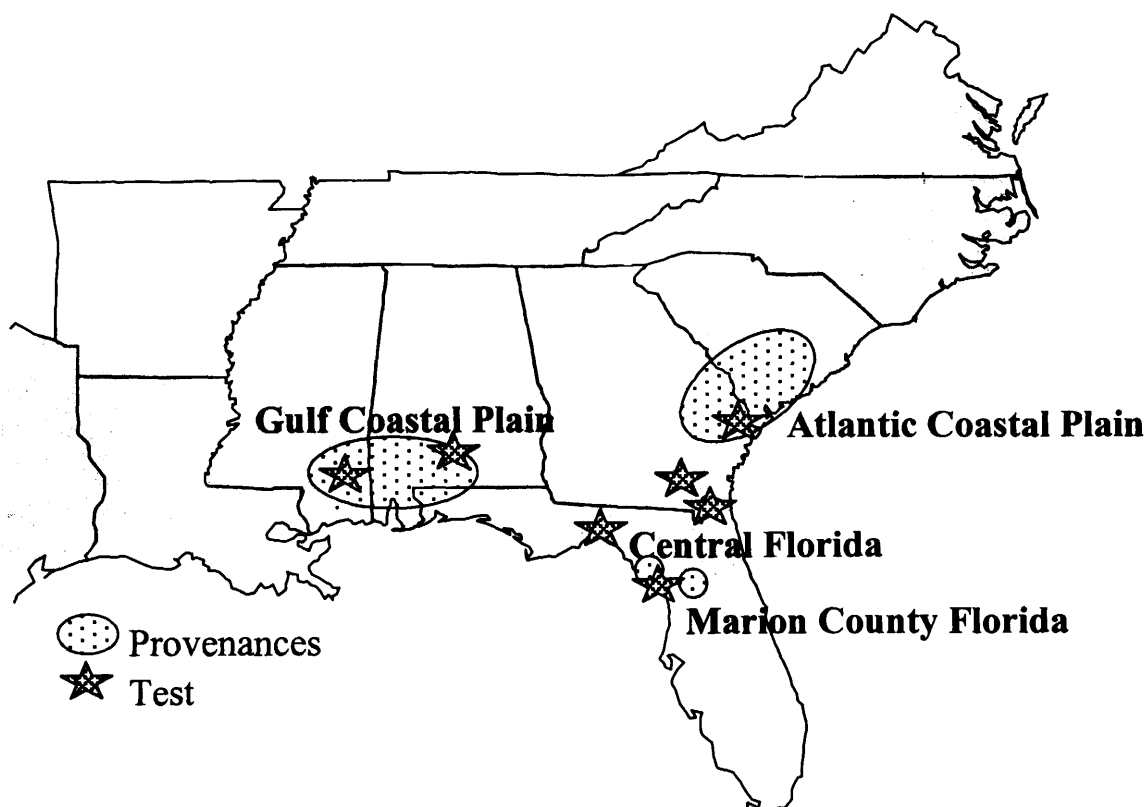 Gulf Coastal Plain
Atlantic Coastal Plain
Central Florida
Marion County Florida
Provenances
Test